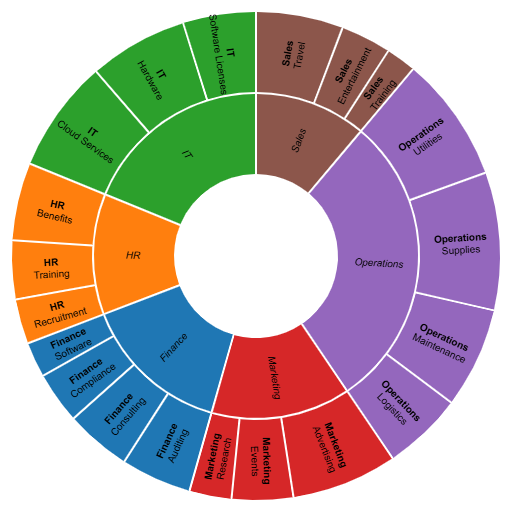 Sales
Travel
Sales
Entertainment
Sales
Training
Operations
Utilities
Operations
Supplies
Operations
Maintenance
Operations
Logistics
Marketing
Advertising
Marketing
Events
Marketing
Research
Finance
Auditing
Finance
Consulting
Finance
Compliance
Finance
Software
HR
Recruitment
HR
Training
HR
Benefits
IT
Cloud Services
IT
Hardware
IT
Software Licenses
Sales
Operations
Marketing
Finance
HR
IT